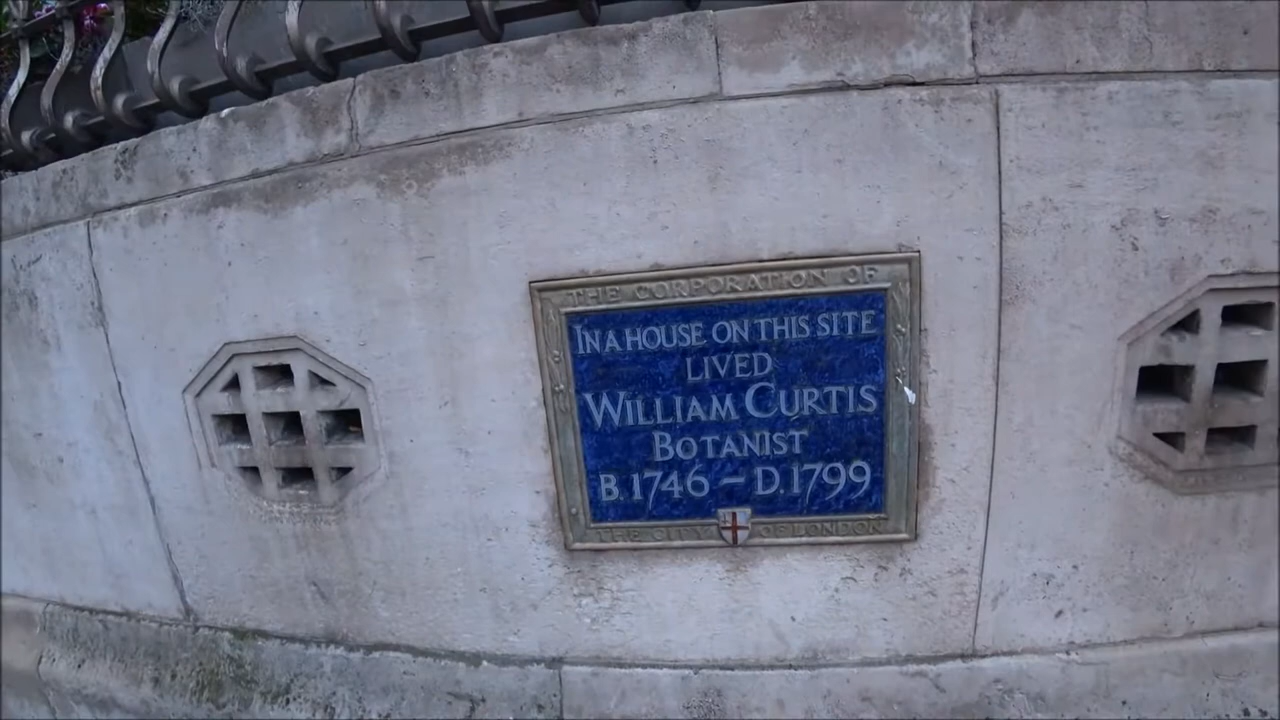 THE CORPORATION OF
IN A HOUSE ON THIS SITE
LIVED
WILLIAM CURTIS
BOTANIST
B. 1746 – D. 1799
THE CITY OF LONDON